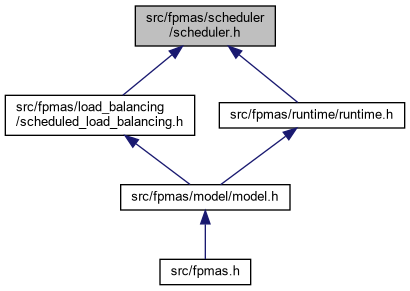 src/fpmas/scheduler
/scheduler.h
src/fpmas/load_balancing
/scheduled_load_balancing.h
src/fpmas/runtime/runtime.h
src/fpmas/model/model.h
src/fpmas.h